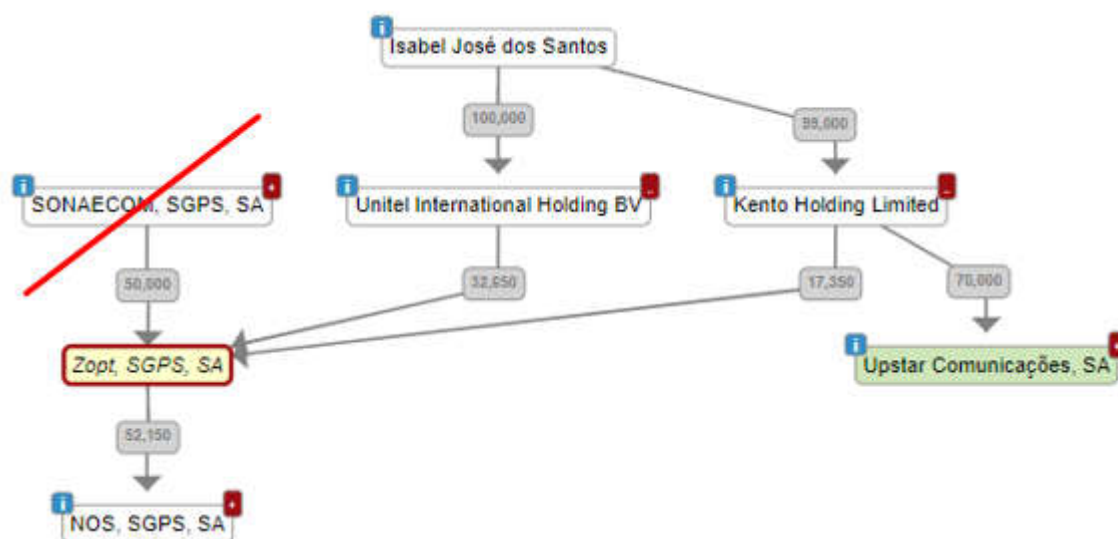 Isabel José dos Santos
100,000
99,000
SONAECOM, SGPS, SA
Unitel International Holding BV
Kento Holding Limited
50,000
32,650
17,350
70,000
Zopt, SGPS, SA
Upstar Comunicações, SA
52,150
NOS, SGPS, SA